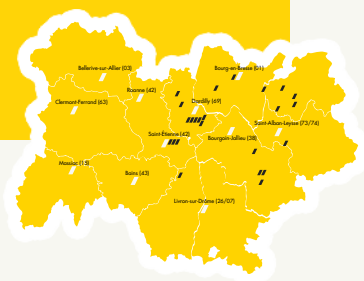 Bellerive-sur-Allier (03)
Bourg-en-Bresse (01)
Roanne (42)
Clermont-Ferrand (63)
Dardilly (69)
Saint-Alban-Leysse (73/74)
Saint-Étienne (42)
Bourgoin-Jallieu (38)
Massiac (15)
Bains (43)
Livron-sur-Drôme (26/07)